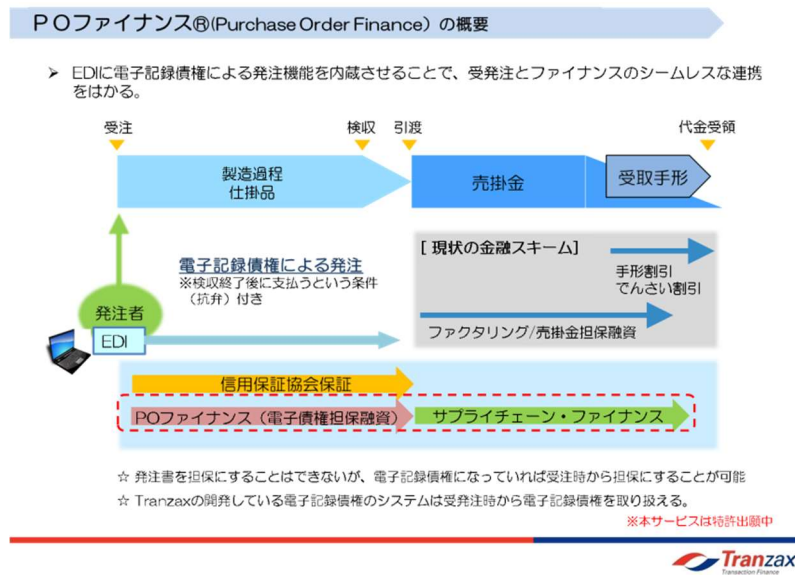 POファイナンス®(Purchase Order Finance）の概要
➢ EDIに電子記録債権による発注機能を内蔵させることで、受発注とファイナンスのシームレスな連携
をはかる。
受注
検収
引渡
代金受領
製造過程
仕掛品
売掛金
受取手形
電子記録債権による発注
※検収終了後に支払うという条件
（抗弁）付き
[ 現状の金融スキーム]
手形割引
でんさい割引
発注者
EDI
ファクタリング/売掛金担保融資
信用保証協会保証
POファイナンス（電子債権担保融資）
サプライチェーン・ファイナンス
☆ 発注書を担保にすることはできないが、電子記録債権になっていれば受注時から担保にすることが可能
☆ Tranzaxの開発している電子記録債権のシステムは受発注時から電子記録債権を取り扱える。
※本サービスは特許出願中
Tranzax
Transaction Finance